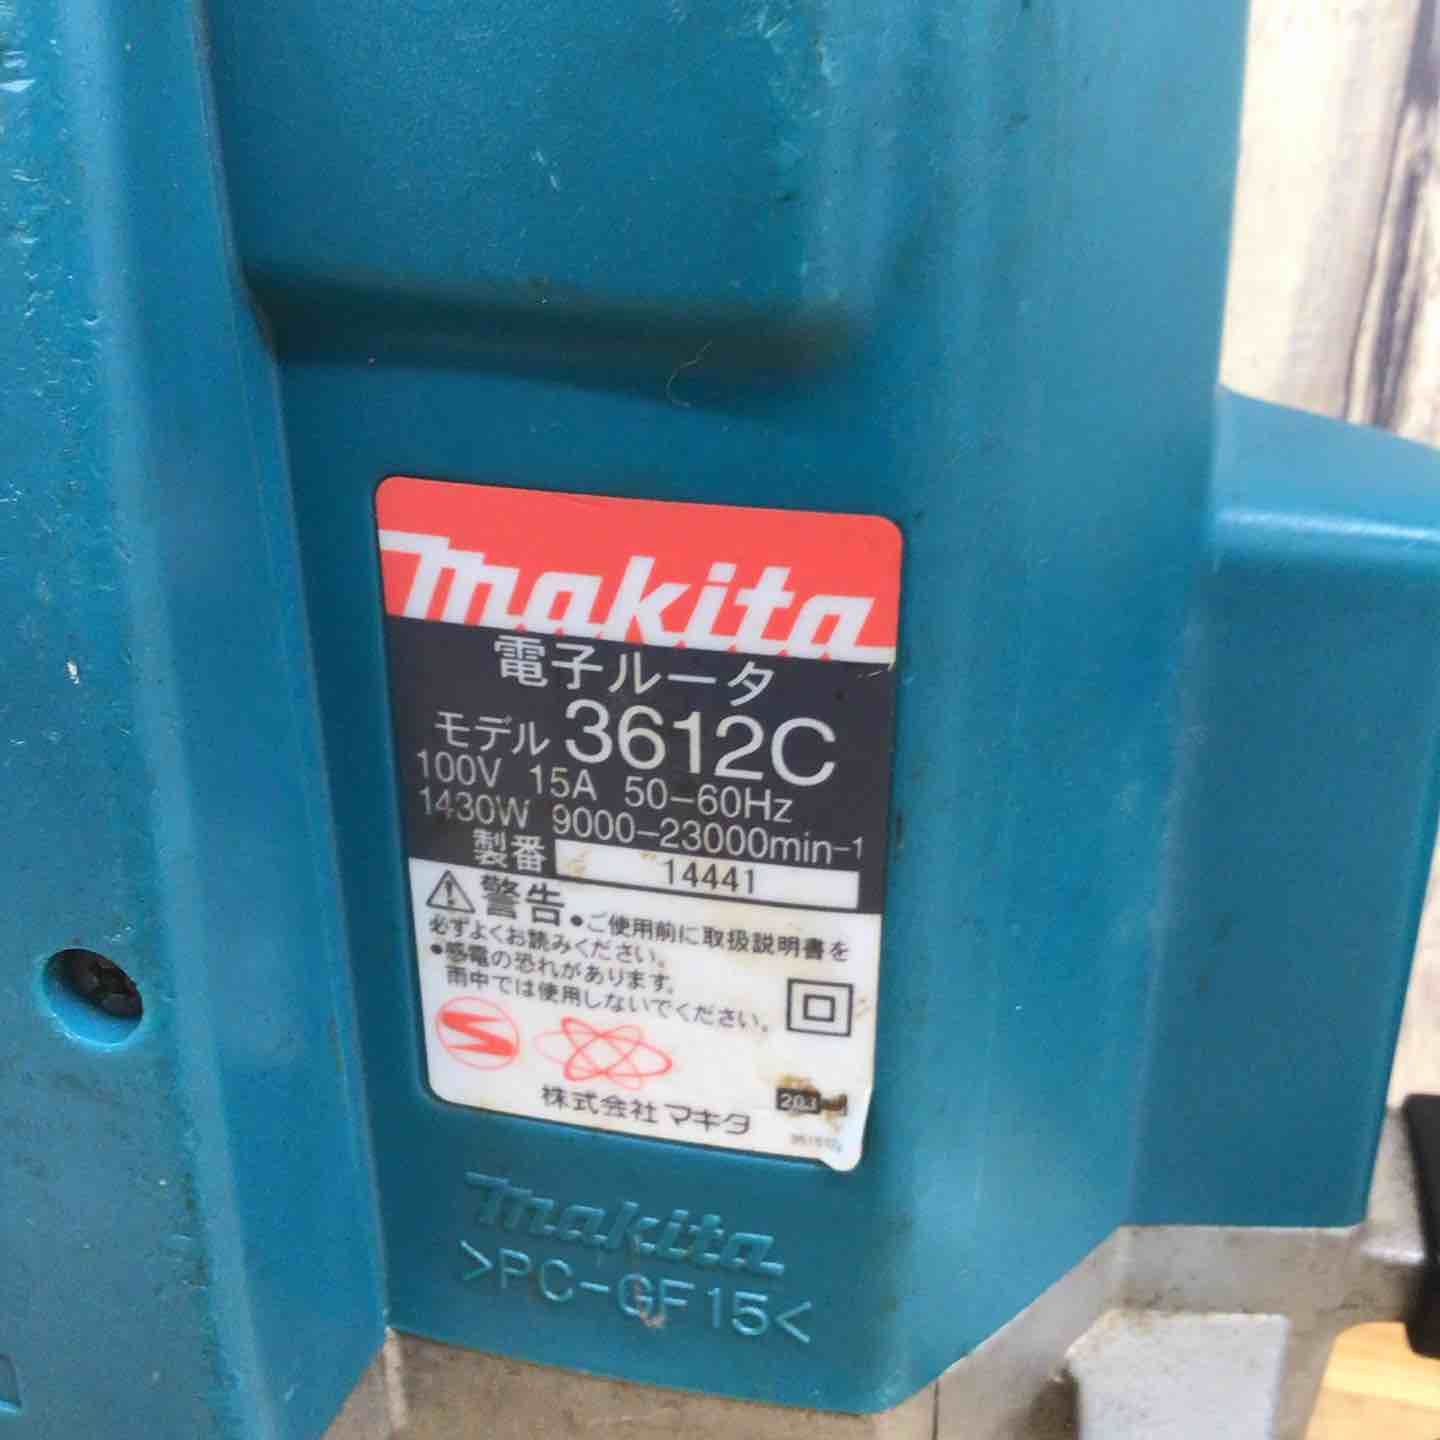 makita
電子ルータ
モデル 3612C
100V 15A 50-60Hz
1430W 9000-23000min-1
製番 14441
⚠警告 ●ご使用前に取扱説明書を
必ずよくお読みください。
●感電の恐れがあります。
雨中では使用しないでください。
株式会社 マキタ
makita
>PC-GF15<